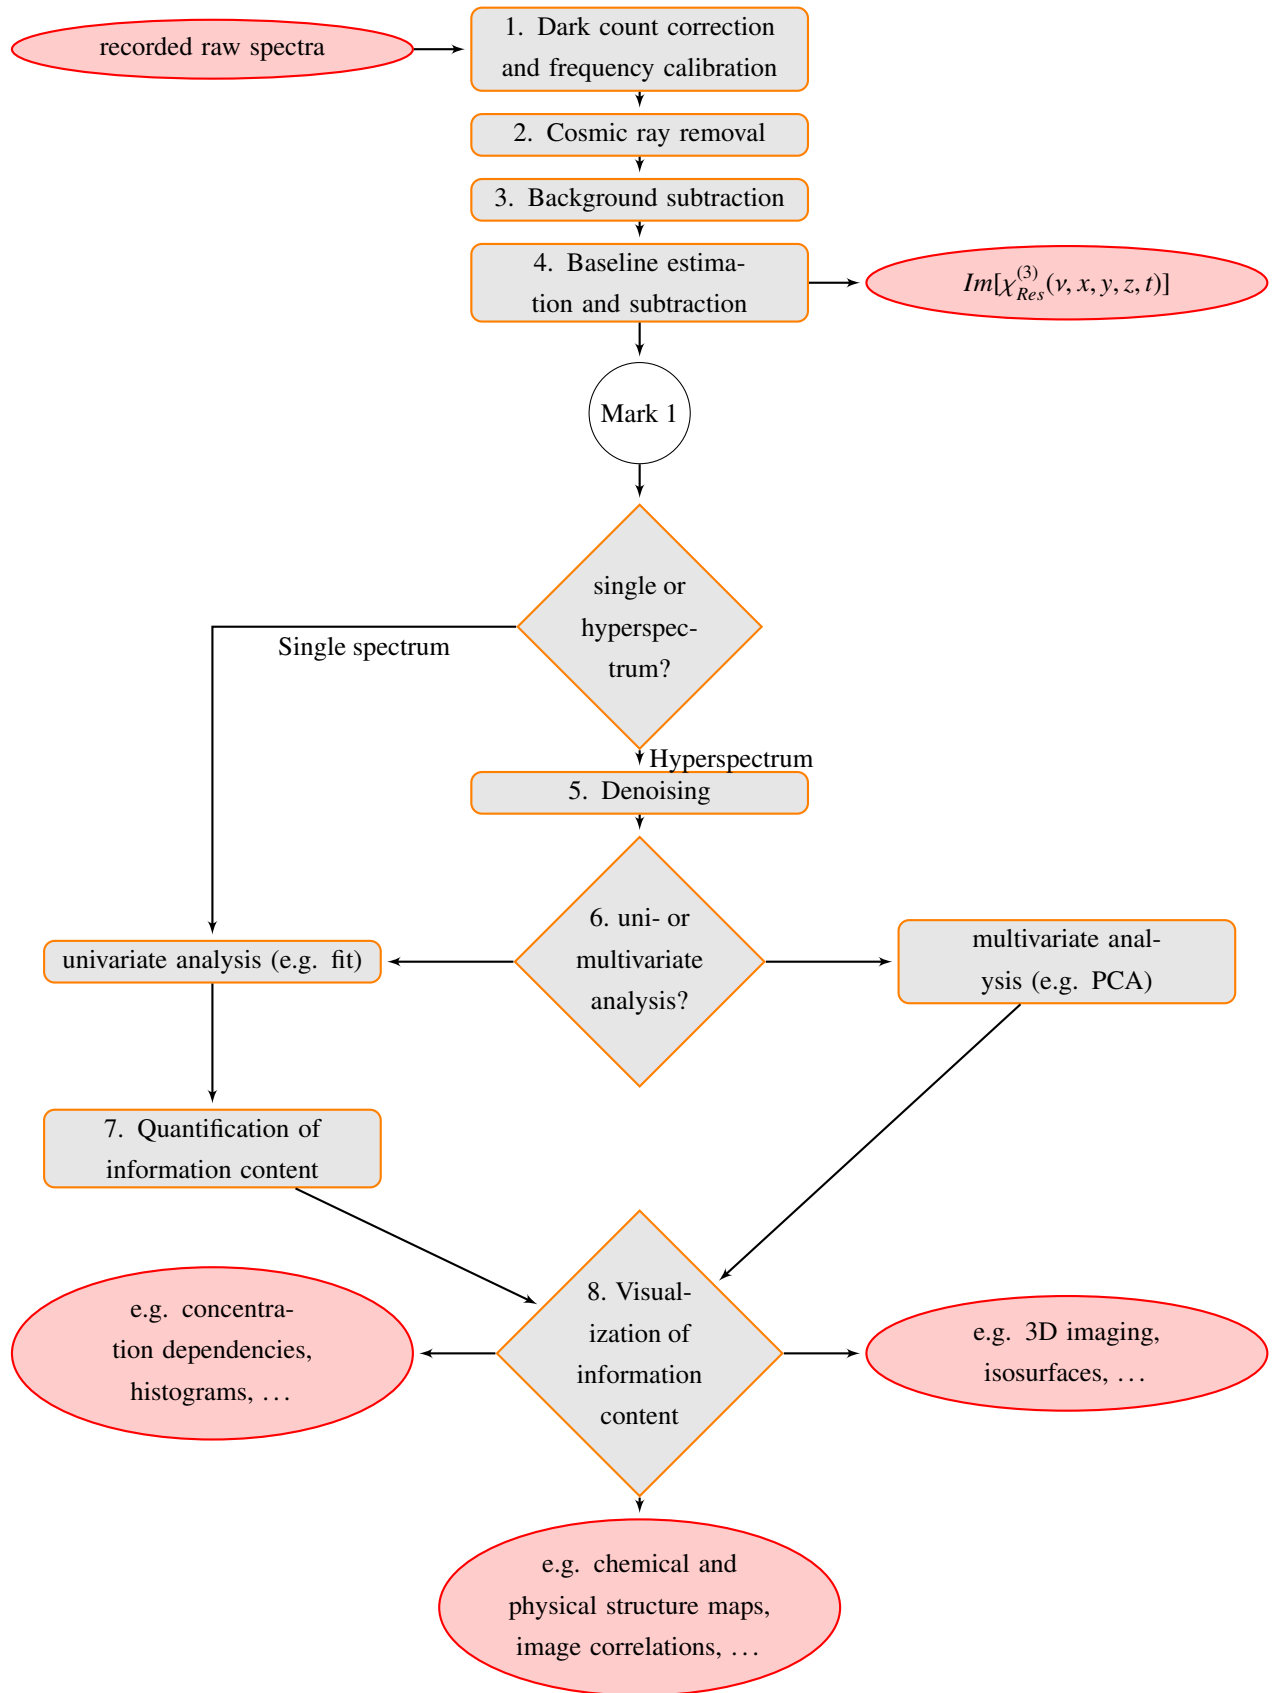 recorded raw spectra
1. Dark count correction
and frequency calibration
2. Cosmic ray removal
3. Background subtraction
4. Baseline estima-
tion and subtraction
$Im[\chi^{(3)}_{Res}(\nu, x, y, z, t)]$
Mark 1
single or
hyperspec-
trum?
Single spectrum
Hyperspectrum
5. Denoising
6. uni- or
multivariate
analysis?
univariate analysis (e.g. fit)
multivariate anal-
ysis (e.g. PCA)
7. Quantification of
information content
8. Visual-
ization of
information
content
e.g. concentra-
tion dependencies,
histograms, …
e.g. 3D imaging,
isosurfaces, …
e.g. chemical and
physical structure maps,
image correlations, …